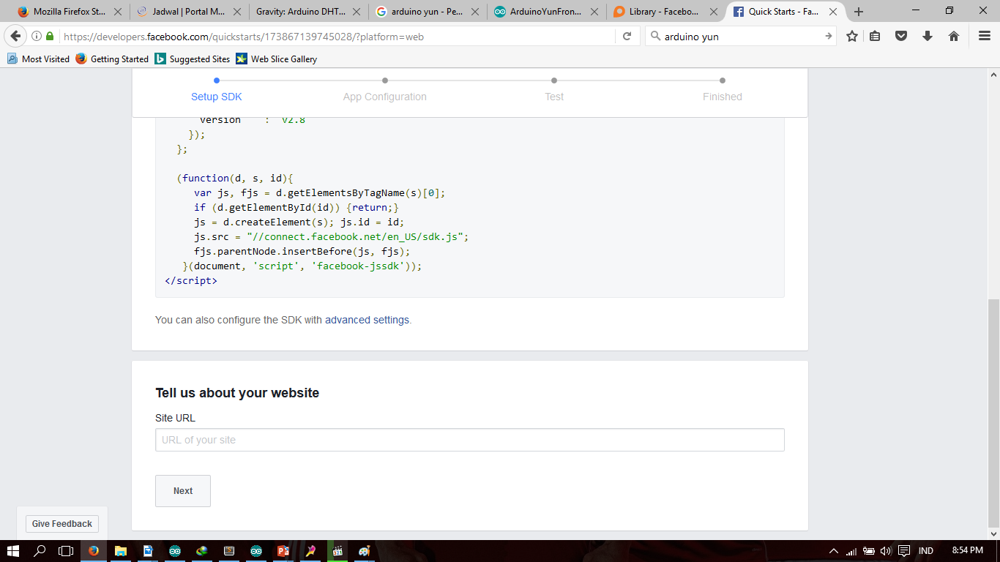 Mozilla Firefox St...
Jadwal | Portal M...
Gravity: Arduino DHT...
arduino yun - Pe...
ArduinoYunFron...
Library - Facebo...
Quick Starts - Fa...
https://developers.facebook.com/quickstarts/173867139745028/?platform=web
arduino yun
Most Visited
Getting Started
Suggested Sites
Web Slice Gallery
Setup SDK
App Configuration
Test
Finished
version    : 'v2.8'
});
};
(function(d, s, id){
var js, fjs = d.getElementsByTagName(s)[0];
if (d.getElementById(id)) {return;}
js = d.createElement(s); js.id = id;
js.src = "//connect.facebook.net/en_US/sdk.js";
fjs.parentNode.insertBefore(js, fjs);
}(document, 'script', 'facebook-jssdk'));
</script>
You can also configure the SDK with advanced settings.
Tell us about your website
Site URL
URL of your site
Next
Give Feedback
IND
8:54 PM